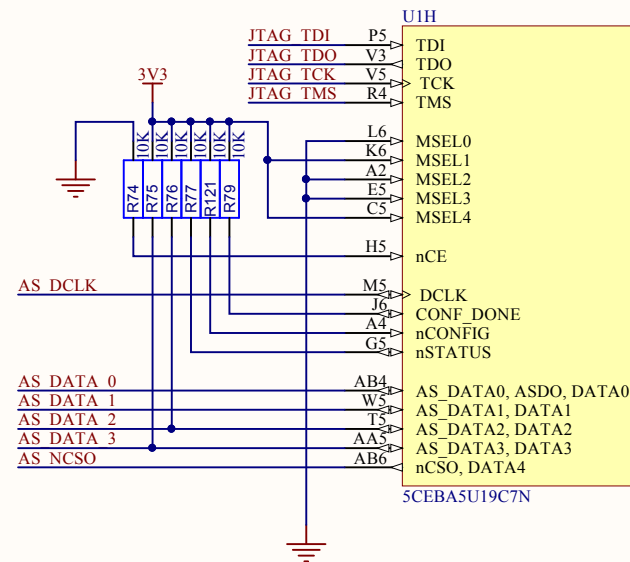 U1H
JTAG TDI P5 TDI
JTAG TDO V3 TDO
JTAG TCK V5 TCK
JTAG TMS R4 TMS
3V3
10K 10K 10K 10K 10K 10K
R74 R75 R76 R77 R121 R79
L6 MSEL0
K6 MSEL1
A2 MSEL2
E5 MSEL3
C5 MSEL4
H5 nCE
AS DCLK M5 DCLK
J6 CONF_DONE
A4 nCONFIG
G5 nSTATUS
AS DATA 0 AB4 AS_DATA0, ASDO, DATA0
AS DATA 1 W5 AS_DATA1, DATA1
AS DATA 2 T5 AS_DATA2, DATA2
AS DATA 3 AA5 AS_DATA3, DATA3
AS NCSO AB6 nCSO, DATA4
5CEBA5U19C7N